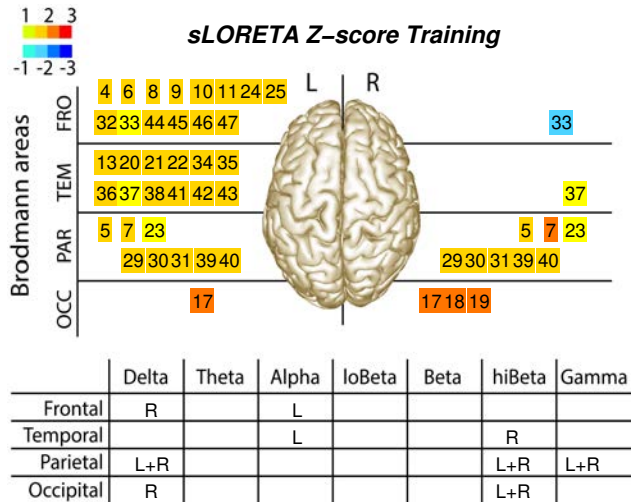 1 2 3
-1 -2 -3
sLORETA Z−score Training
L R
Brodmann areas
FRO
4 6 8 9 10 11 24 25
32 33 44 45 46 47 33
TEM
13 20 21 22 34 35
36 37 38 41 42 43 37
PAR
5 7 23 5 7 23
29 30 31 39 40 29 30 31 39 40
OCC
17 17 18 19
Delta Theta Alpha loBeta Beta hiBeta Gamma
Frontal R L
Temporal L R
Parietal L+R L+R L+R
Occipital R L+R